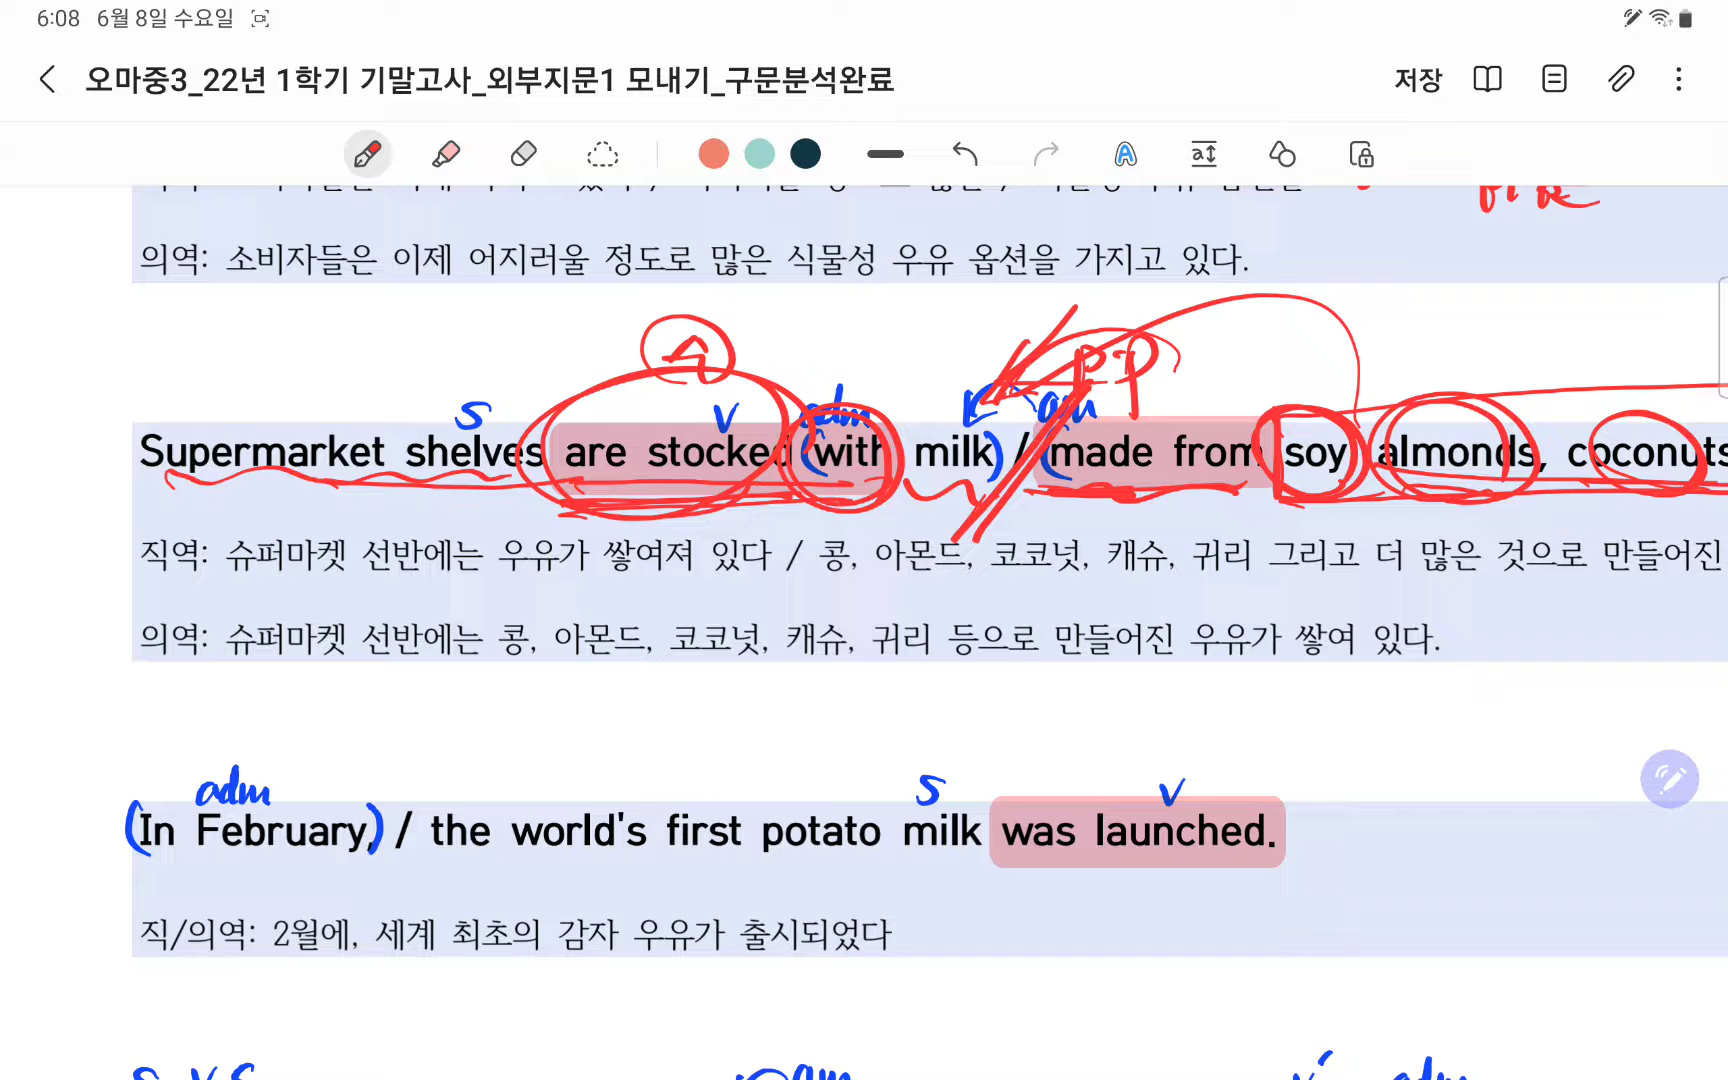 6:08 6월 8일 수요일
오마중3_22년 1학기 기말고사_외부지문1 모내기_구문분석완료
저장
의역: 소비자들은 이제 어지러울 정도로 많은 식물성 우유 옵션을 가지고 있다.
수 p.p
s v adm adm
Supermarket shelves are stocked (with milk) / (made from soy almonds, coconuts
직역: 슈퍼마켓 선반에는 우유가 쌓여져 있다 / 콩, 아몬드, 코코넛, 캐슈, 귀리 그리고 더 많은 것으로 만들어진
의역: 슈퍼마켓 선반에는 콩, 아몬드, 코코넛, 캐슈, 귀리 등으로 만들어진 우유가 쌓여 있다.
adm s v
(In February,) / the world's first potato milk was launched.
직/의역: 2월에, 세계 최초의 감자 우유가 출시되었다